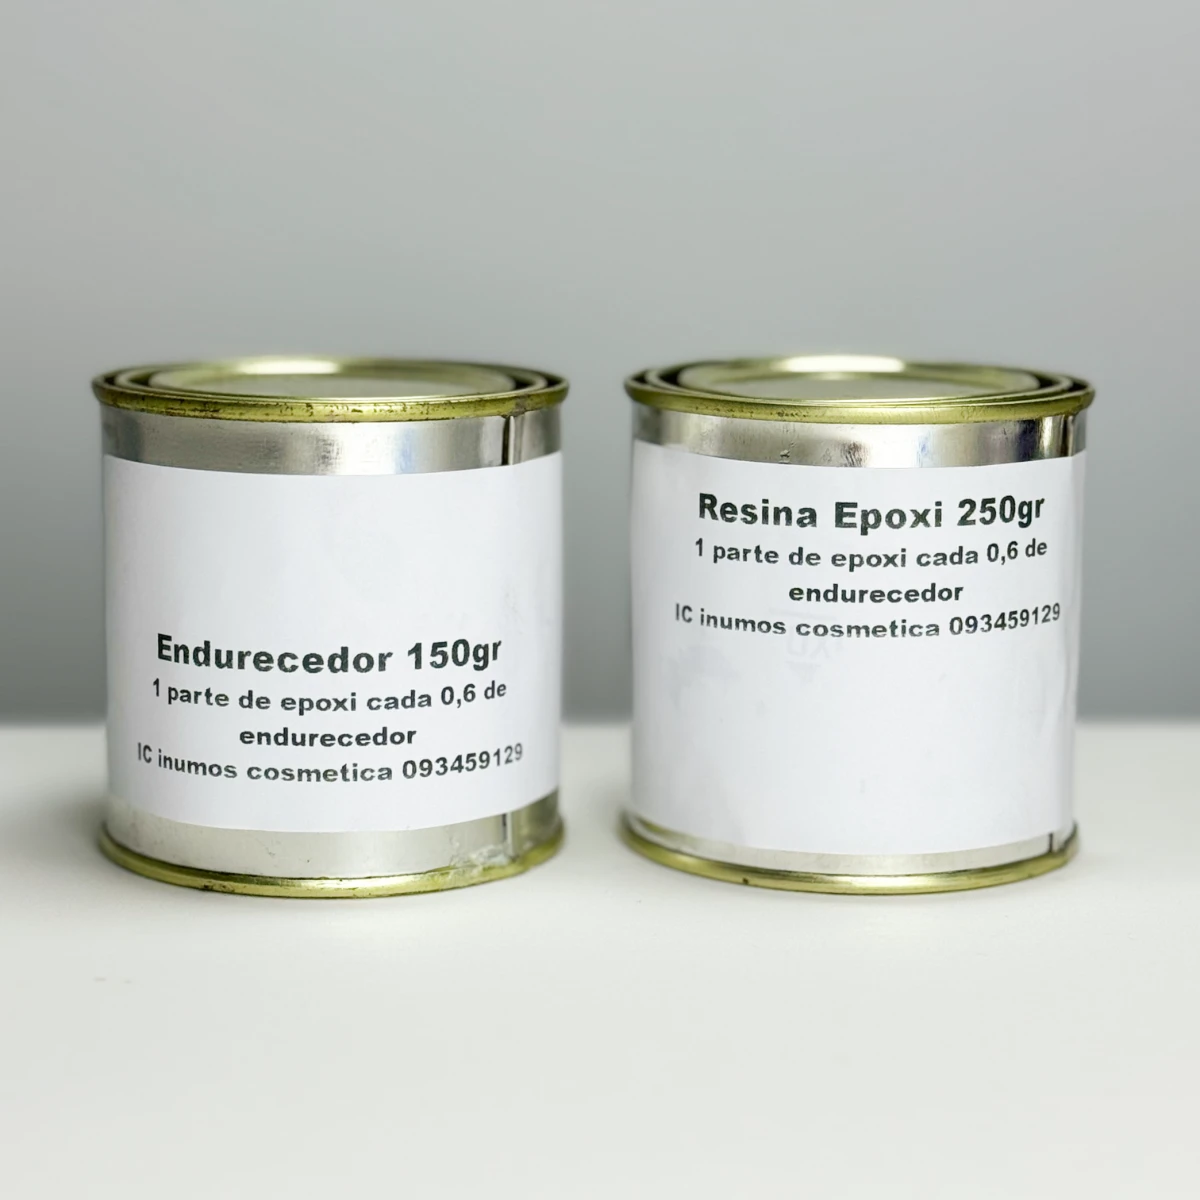 Endurecedor 150gr
1 parte de epoxi cada 0,6 de
endurecedor
IC inumos cosmetica 093459129
Resina Epoxi 250gr
1 parte de epoxi cada 0,6 de
endurecedor
IC inumos cosmetica 093459129